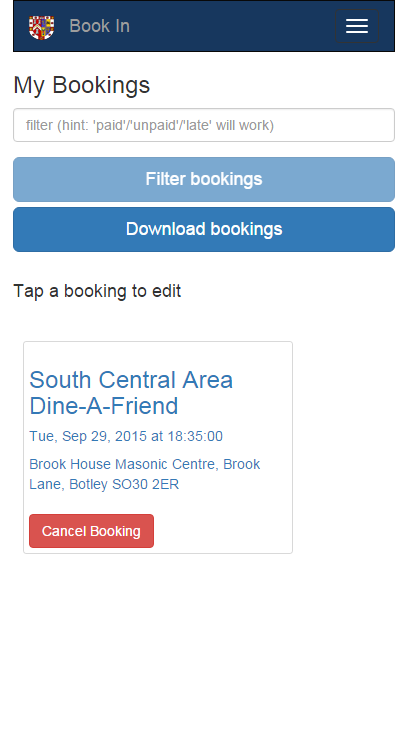 Book In
My Bookings
filter (hint: 'paid'/'unpaid'/'late' will work)
Filter bookings
Download bookings
Tap a booking to edit
South Central Area
Dine-A-Friend
Tue, Sep 29, 2015 at 18:35:00
Brook House Masonic Centre, Brook
Lane, Botley SO30 2ER
Cancel Booking